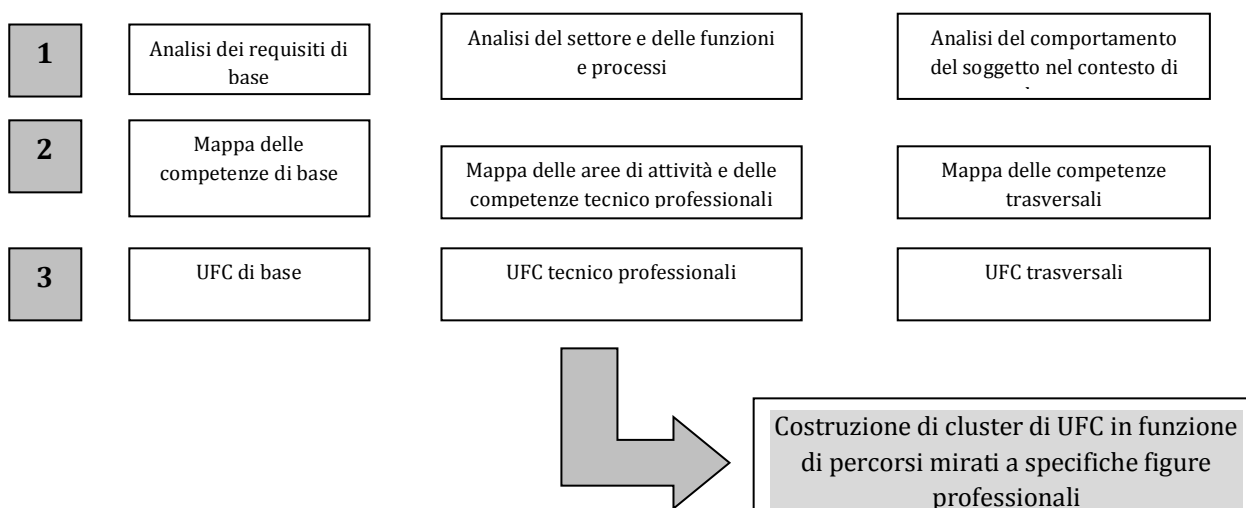 1
Analisi dei requisiti di
base
Analisi del settore e delle funzioni
e processi
Analisi del comportamento
del soggetto nel contesto di
2
Mappa delle
competenze di base
Mappa delle aree di attività e delle
competenze tecnico professionali
Mappa delle competenze
trasversali
3
UFC di base
UFC tecnico professionali
UFC trasversali
Costruzione di cluster di UFC in funzione
di percorsi mirati a specifiche figure
professionali